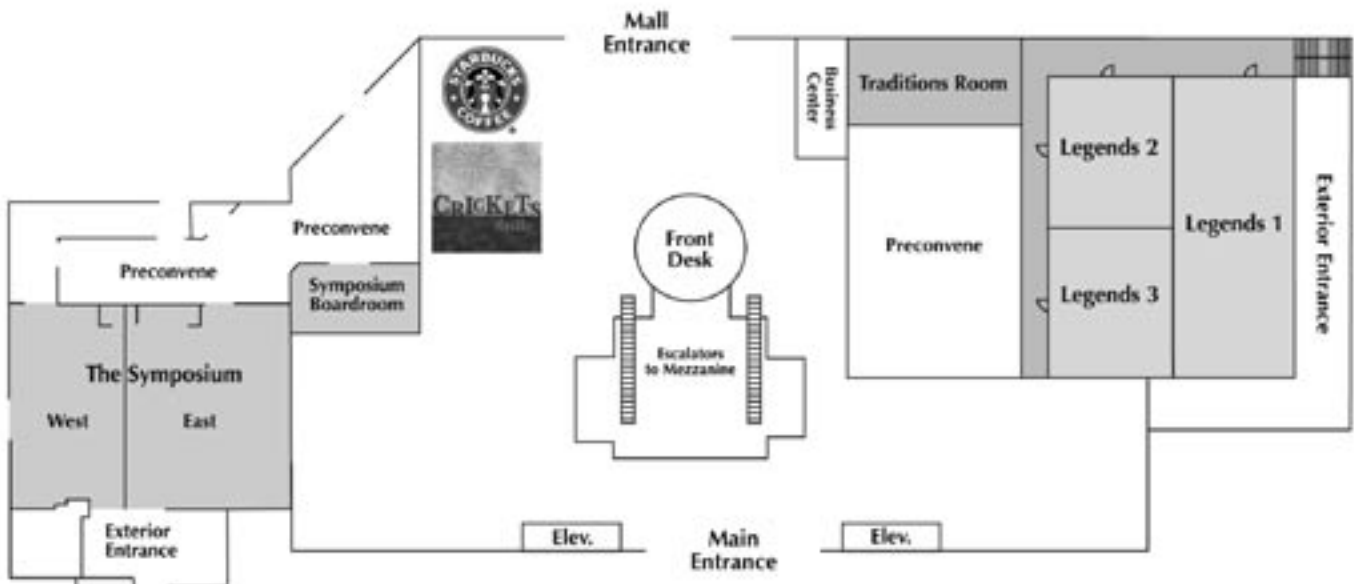 Mall
Entrance
STARBUCKS
COFFEE
®
Business
Center
Traditions Room
CRICKETS
Legends 2
Legends 1
Exterior Entrance
Preconvene
Front
Desk
Preconvene
Preconvene
Symposium
Boardroom
Legends 3
Escalators
to Mezzanine
The Symposium
West
East
Exterior
Entrance
Elev.
Main
Entrance
Elev.